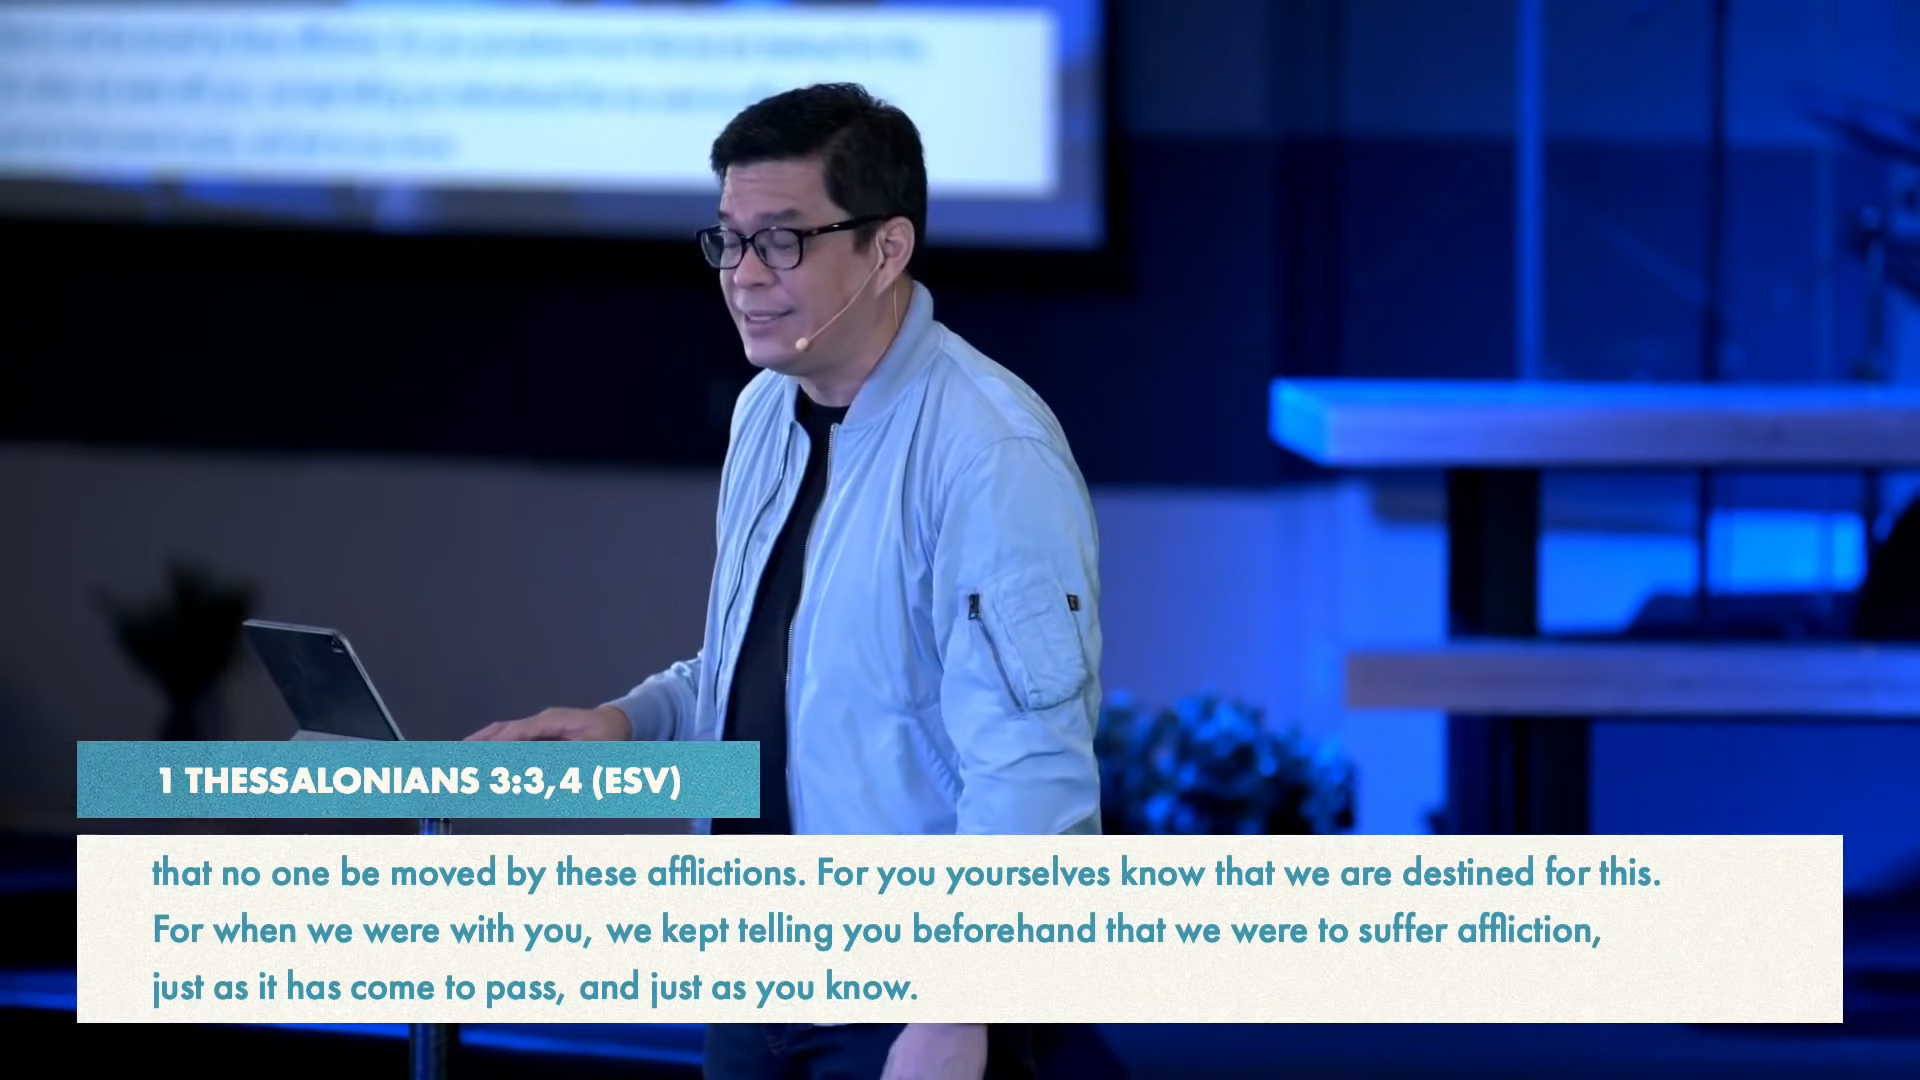 1 THESSALONIANS 3:3,4 (ESV)
that no one be moved by these afflictions. For you yourselves know that we are destined for this.
For when we were with you, we kept telling you beforehand that we were to suffer affliction,
just as it has come to pass, and just as you know.